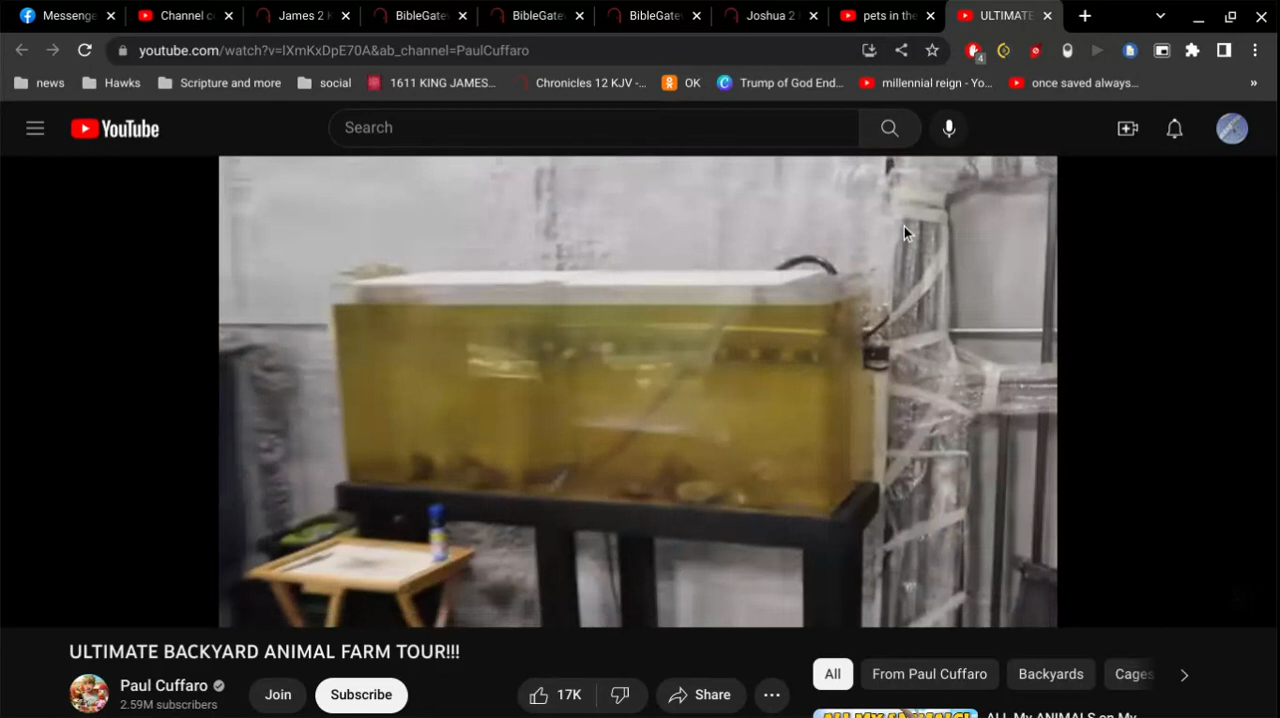 Messenge
Channel c
James 2 K
BibleGate
BibleGate
BibleGate
Joshua 2
pets in the
ULTIMATE
youtube.com/watch?v=IXmKxDpE70A&ab_channel=PaulCuffaro
4
news
Hawks
Scripture and more
social
1611 KING JAMES...
Chronicles 12 KJV -...
OK
Trump of God End...
millennial reign - Yo...
once saved always...
»
YouTube
Search
ULTIMATE BACKYARD ANIMAL FARM TOUR!!!
Paul Cuffaro
2.59M subscribers
Join
Subscribe
17K
Share
All
From Paul Cuffaro
Backyards
Cages
ALL My ANIMALS on My